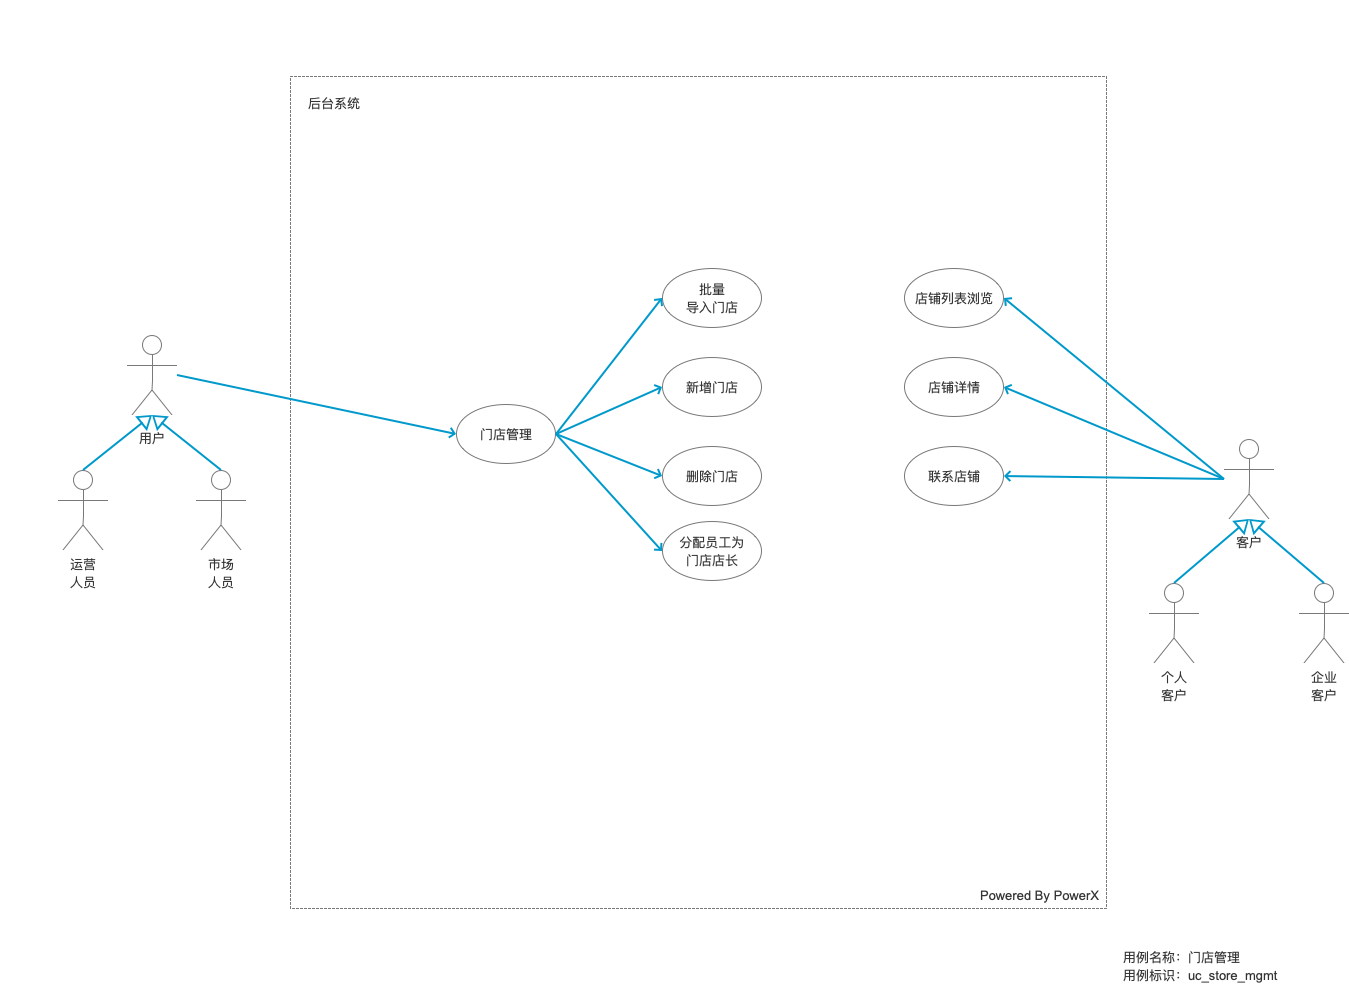 后台系统
批量
导入门店
店铺列表浏览
新增门店
店铺详情
门店管理
用户
删除门店
联系店铺
分配员工为
门店店长
客户
运营
人员
市场
人员
个人
客户
企业
客户
Powered By PowerX
用例名称：门店管理
用例标识：uc_store_mgmt